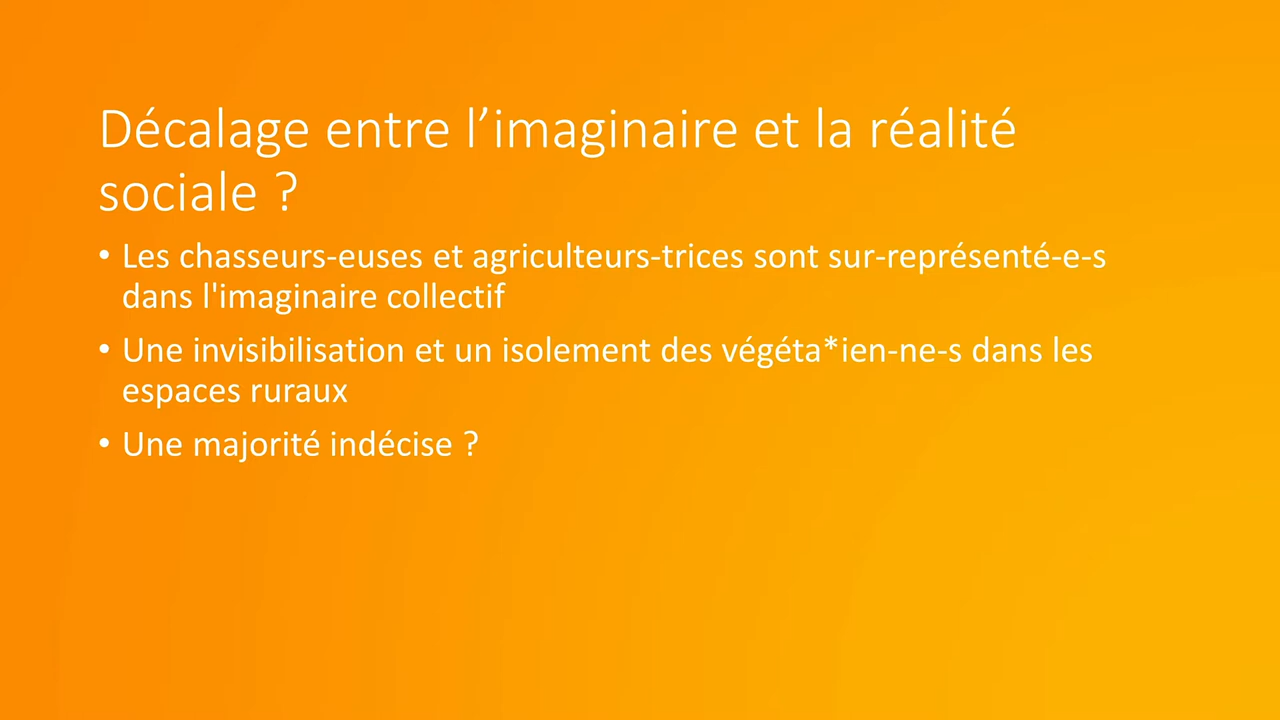 Décalage entre l’imaginaire et la réalité
sociale ?
• Les chasseurs-euses et agriculteurs-trices sont sur-représenté-e-s
dans l'imaginaire collectif
• Une invisibilisation et un isolement des végéta*ien-ne-s dans les
espaces ruraux
• Une majorité indécise ?